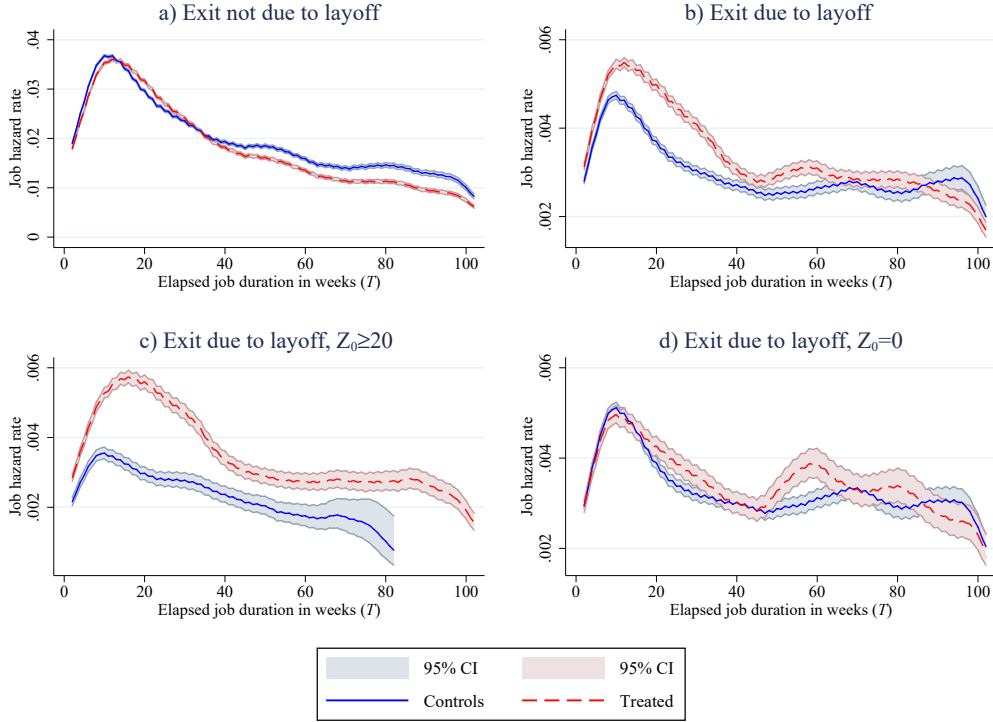 a) Exit not due to layoff
Job hazard rate
.04
.03
.02
.01
0
0 20 40 60 80 100
Elapsed job duration in weeks (T)
b) Exit due to layoff
Job hazard rate
.006
.004
.002
0 20 40 60 80 100
Elapsed job duration in weeks (T)
c) Exit due to layoff, Z₀≥20
Job hazard rate
.006
.004
.002
0 20 40 60 80 100
Elapsed job duration in weeks (T)
d) Exit due to layoff, Z₀=0
Job hazard rate
.006
.004
.002
0 20 40 60 80 100
Elapsed job duration in weeks (T)
95% CI 95% CI
Controls Treated